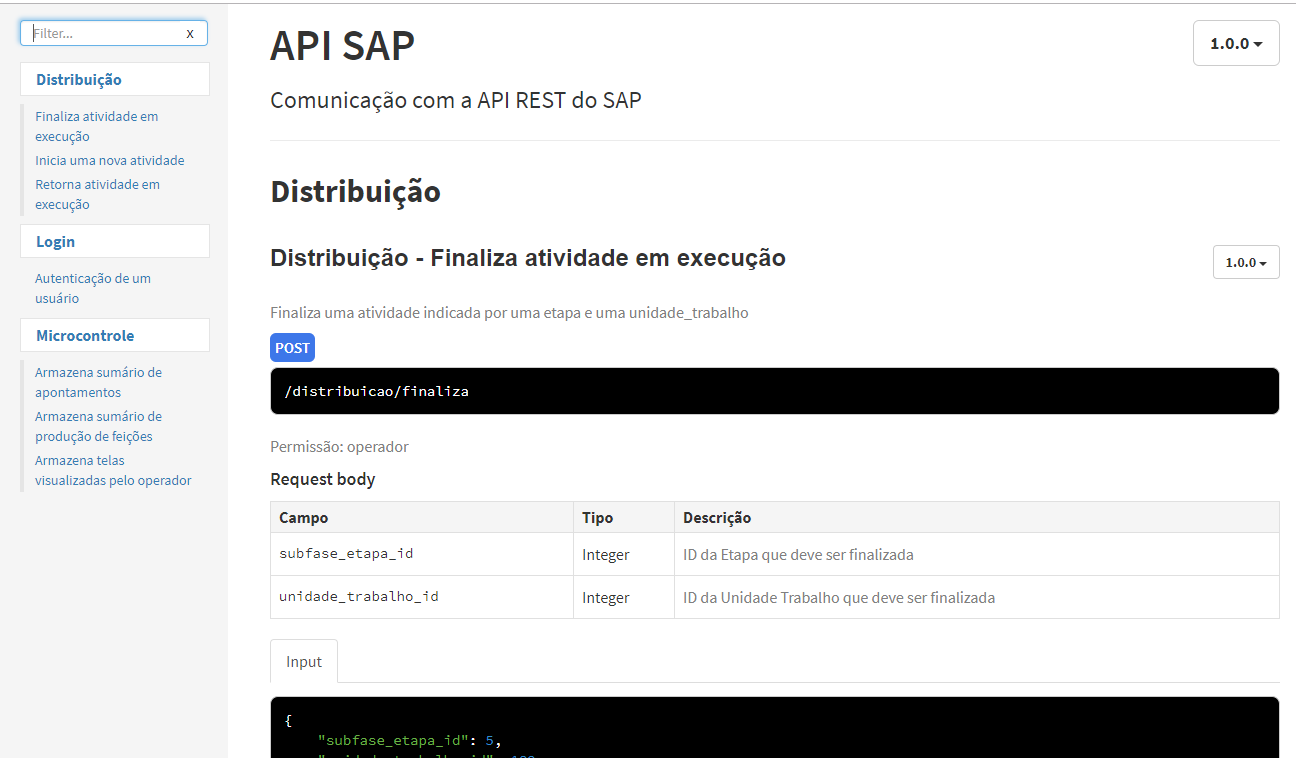 Filter...
X
Distribuição
Finaliza atividade em
execução
Inicia uma nova atividade
Retorna atividade em
execução
Login
Autenticação de um
usuário
Microcontrole
Armazena sumário de
apontamentos
Armazena sumário de
produção de feições
Armazena telas
visualizadas pelo operador
API SAP
1.0.0
Comunicação com a API REST do SAP
Distribuição
Distribuição - Finaliza atividade em execução
1.0.0
Finaliza uma atividade indicada por uma etapa e uma unidade_trabalho
POST
/distribuicao/finaliza
Permissão: operador
Request body
Campo Tipo Descrição
subfase_etapa_id Integer ID da Etapa que deve ser finalizada
unidade_trabalho_id Integer ID da Unidade Trabalho que deve ser finalizada
Input
{
"subfase_etapa_id": 5,